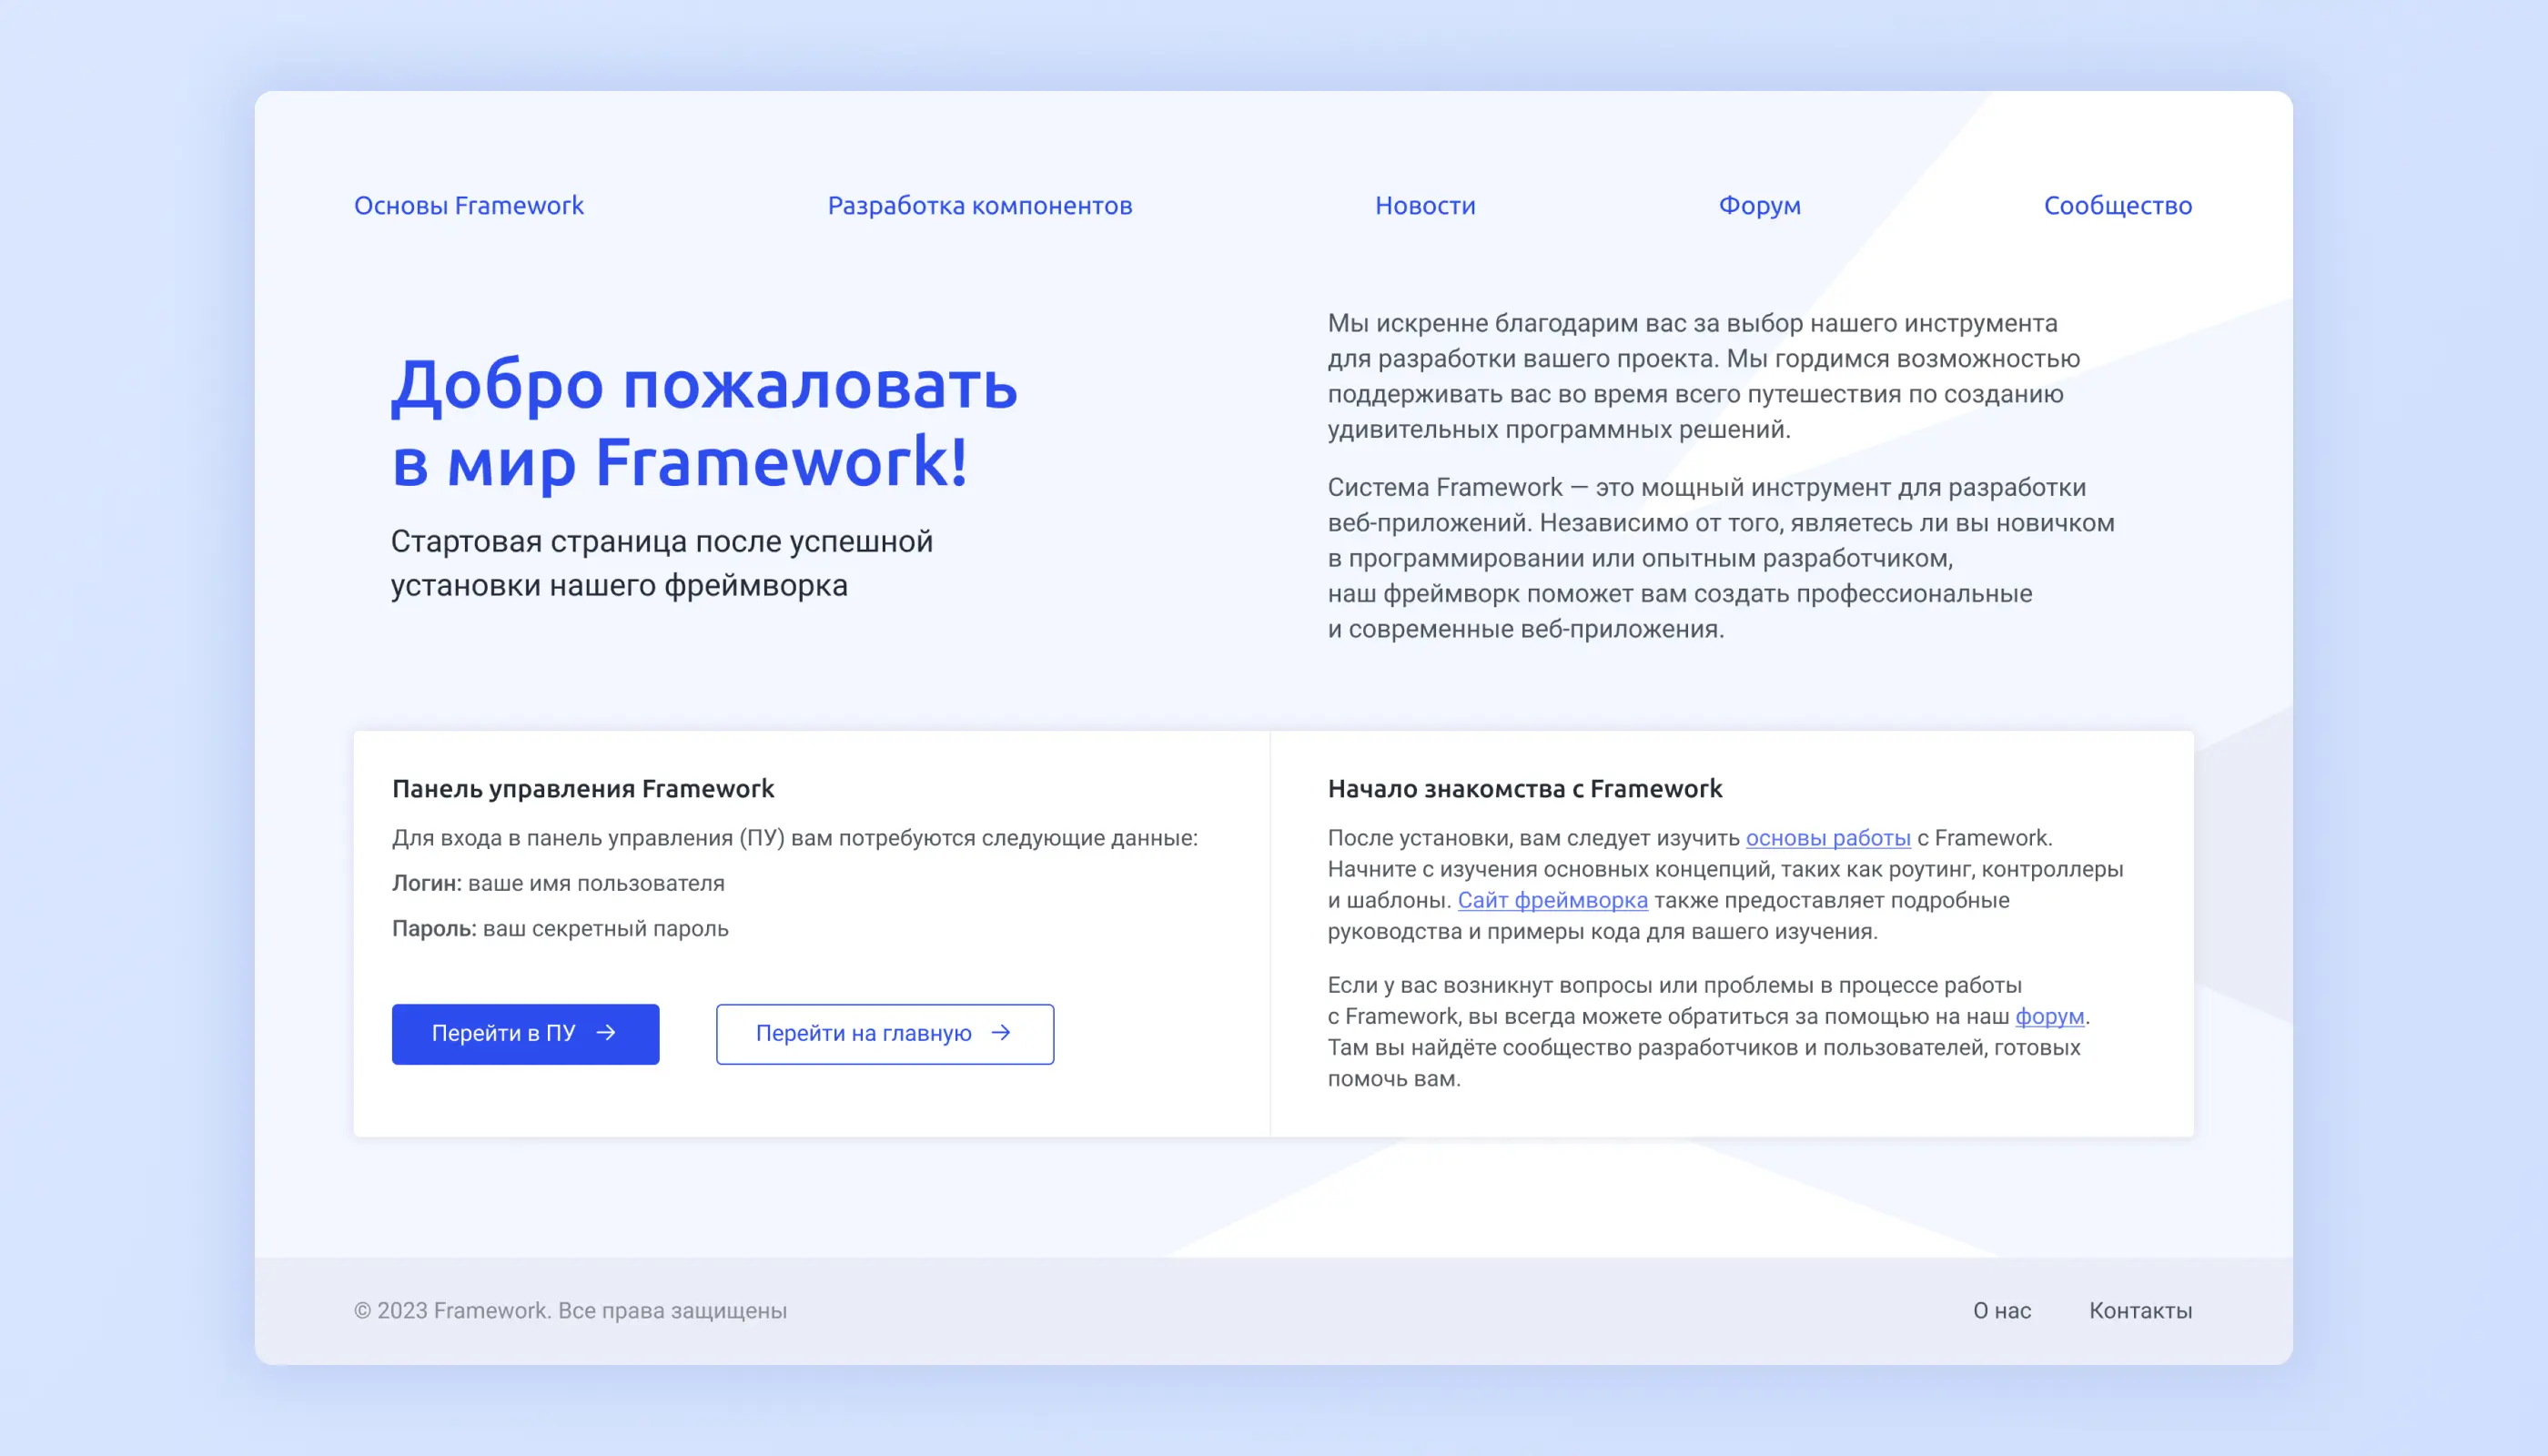 Основы Framework
Разработка компонентов
Новости
Форум
Сообщество
Добро пожаловать
в мир Framework!
Стартовая страница после успешной
установки нашего фреймворка
Мы искренне благодарим вас за выбор нашего инструмента
для разработки вашего проекта. Мы гордимся возможностью
поддерживать вас во время всего путешествия по созданию
удивительных программных решений.
Система Framework — это мощный инструмент для разработки
веб-приложений. Независимо от того, являетесь ли вы новичком
в программировании или опытным разработчиком,
наш фреймворк поможет вам создать профессиональные
и современные веб-приложения.
Панель управления Framework
Для входа в панель управления (ПУ) вам потребуются следующие данные:
Логин: ваше имя пользователя
Пароль: ваш секретный пароль
Перейти в ПУ →
Перейти на главную →
Начало знакомства с Framework
После установки, вам следует изучить основы работы с Framework.
Начните с изучения основных концепций, таких как роутинг, контроллеры
и шаблоны. Сайт фреймворка также предоставляет подробные
руководства и примеры кода для вашего изучения.
Если у вас возникнут вопросы или проблемы в процессе работы
с Framework, вы всегда можете обратиться за помощью на наш форум.
Там вы найдёте сообщество разработчиков и пользователей, готовых
помочь вам.
© 2023 Framework. Все права защищены
О нас
Контакты